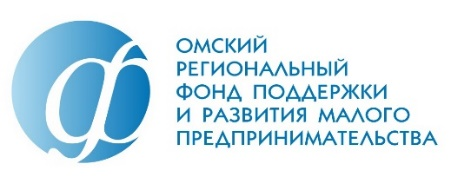 ф
ОМСКИЙ
РЕГИОНАЛЬНЫЙ
ФОНД ПОДДЕРЖКИ
И РАЗВИТИЯ МАЛОГО
ПРЕДПРИНИМАТЕЛЬСТВА